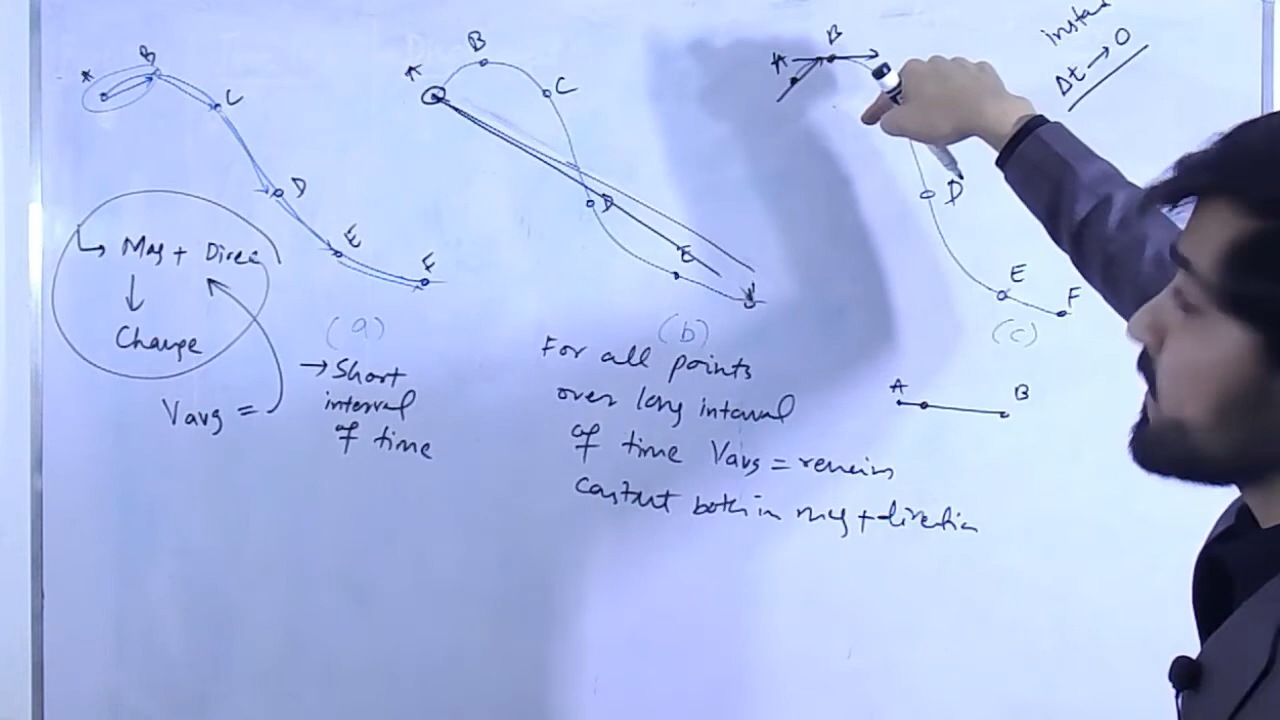 A B C D E F
Mag + Direc
Change
Vavg =
(a)
→ Short
interval
of time
A B C D E
(b)
For all points
over long interval
of time Vavg = remains
constant both in mag + direction
A B D E F
(c)
A B
Δt → 0